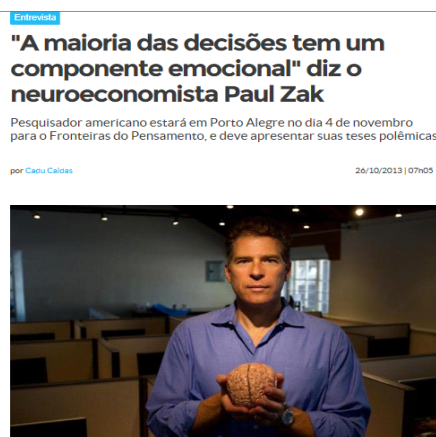 Entrevista
"A maioria das decisões tem um
componente emocional" diz o
neuroeconomista Paul Zak
Pesquisador americano estará em Porto Alegre no dia 4 de novembro
para o Fronteiras do Pensamento, e deve apresentar suas teses polêmicas
por Cadu Caldas 26/10/2013 | 07h05